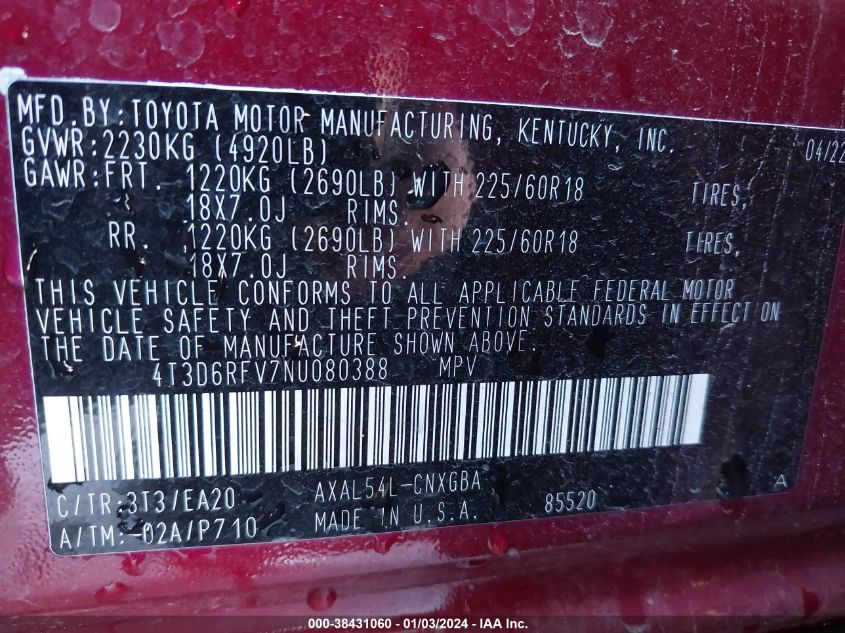 MFD.BY:TOYOTA MOTOR MANUFACTURING, KENTUCKY, INC. 04/22
GVWR:2230KG (4920LB)
GAWR:FRT. 1220KG (2690LB) WITH 225/60R18 TIRES,
18X7.0J RIMS.
RR. 1220KG (2690LB) WITH 225/60R18 TIRES,
18X7.0J RIMS.
THIS VEHICLE CONFORMS TO ALL APPLICABLE FEDERAL MOTOR
VEHICLE SAFETY AND THEFT PREVENTION STANDARDS IN EFFECT ON
THE DATE OF MANUFACTURE SHOWN ABOVE.
4T3D6RFV7NU080388 MPV
C/TR:3T3/EA20 AXAL54L-CNXGBA 85520 A
A/TM:-02A/P710 MADE IN U.S.A.
000-38431060 - 01/03/2024 - IAA Inc.